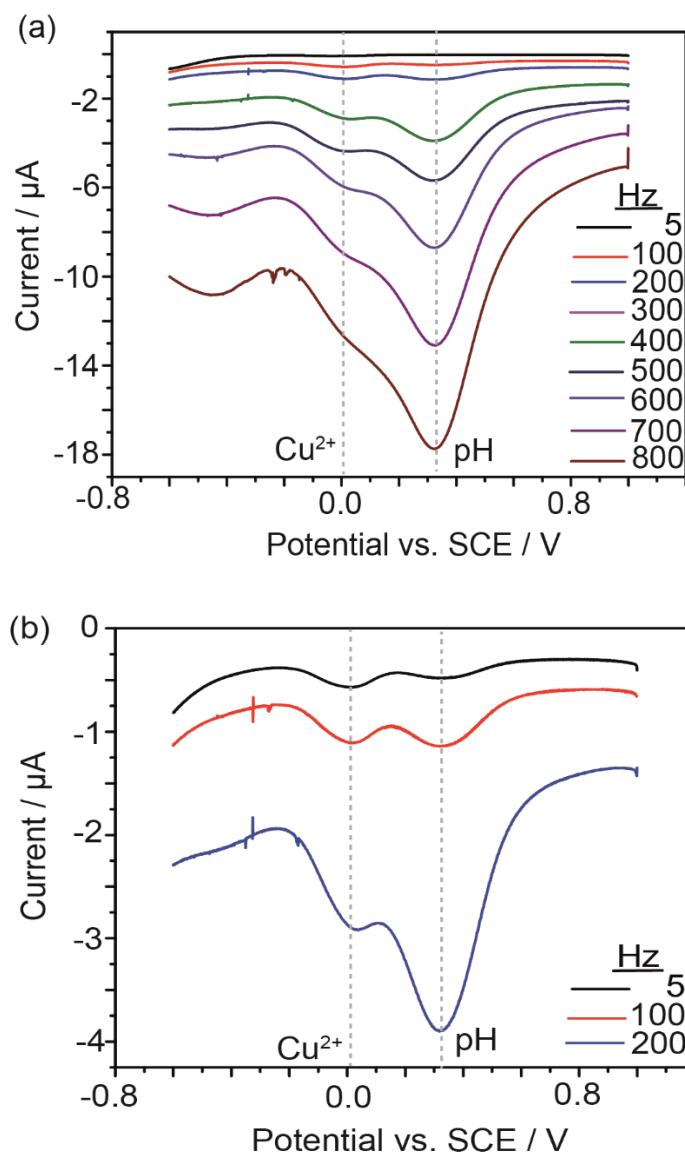 (a)
-2
-6
-10
-14
-18
Current / µA
Hz
5
100
200
300
400
500
600
700
800
Cu²⁺
pH
-0.8
0.0
0.8
Potential vs. SCE / V
(b)
0
-1
-2
-3
-4
Current / µA
Hz
5
100
200
Cu²⁺
pH
-0.8
0.0
0.8
Potential vs. SCE / V